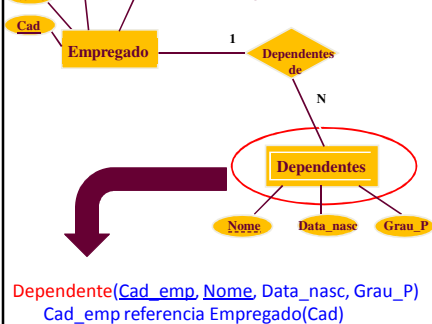 Cad
Empregado
1
Dependentes
de
N
Dependentes
Nome
Data_nasc
Grau_P
Dependente(Cad_emp, Nome, Data_nasc, Grau_P)
Cad_emp referencia Empregado(Cad)